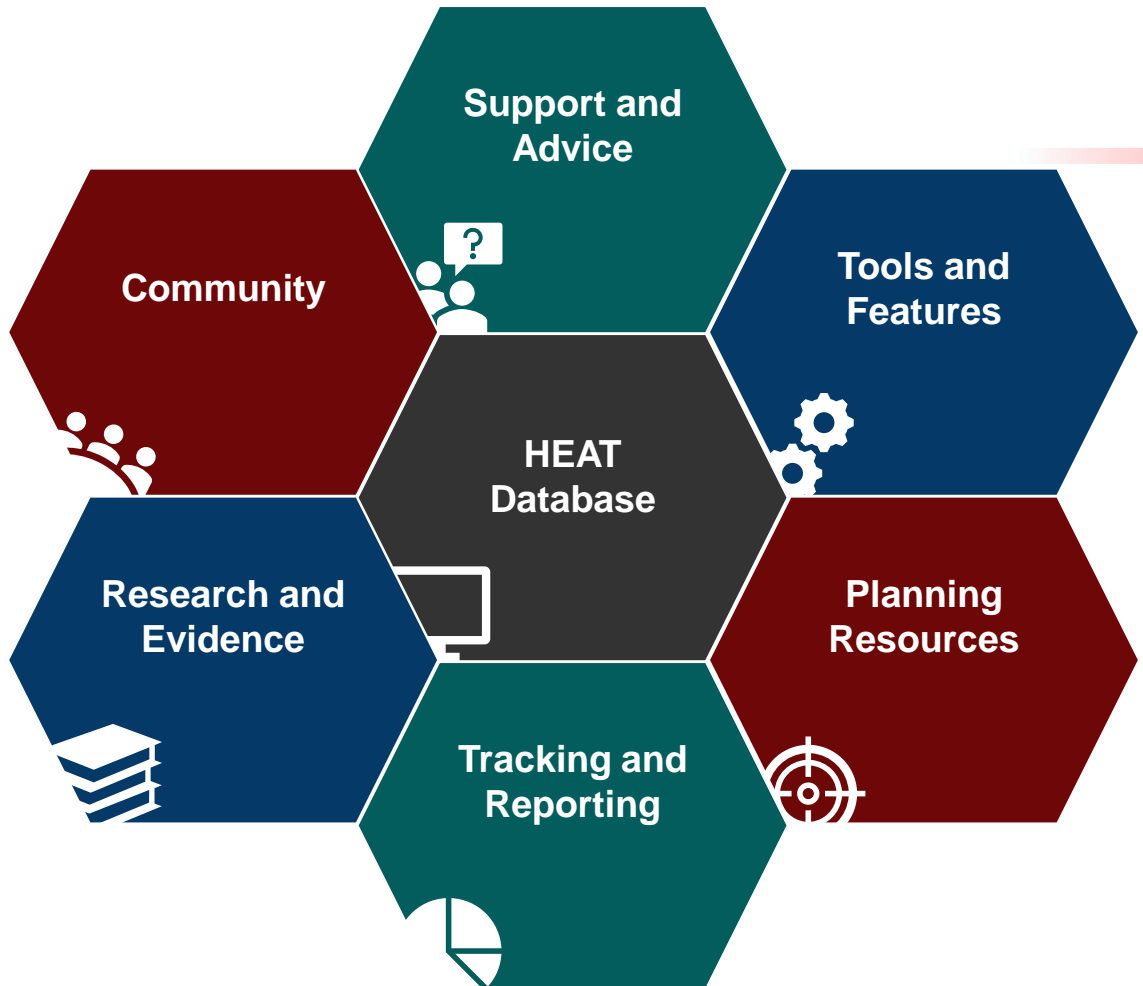 Support and
Advice
Community
Tools and
Features
HEAT
Database
Research and
Evidence
Planning
Resources
Tracking and
Reporting
?